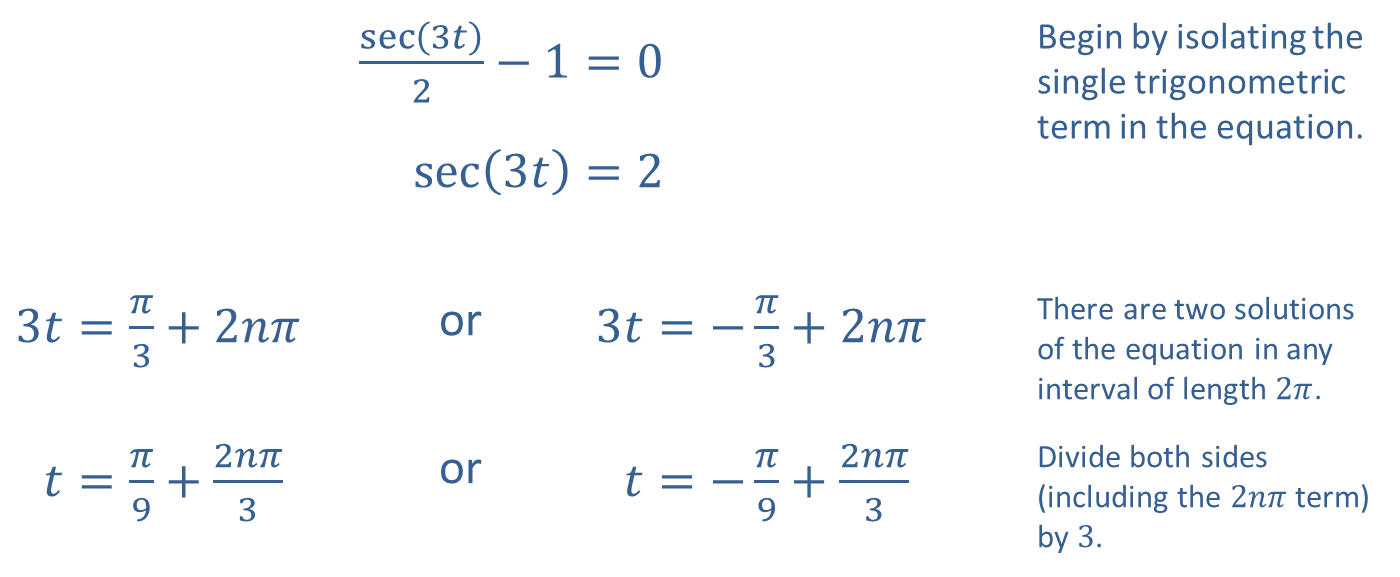 sec(3t)/2 − 1 = 0
Begin by isolating the
single trigonometric
term in the equation.
sec(3t) = 2
3t = π/3 + 2nπ or 3t = −π/3 + 2nπ
There are two solutions
of the equation in any
interval of length 2π.
t = π/9 + 2nπ/3 or t = −π/9 + 2nπ/3
Divide both sides
(including the 2nπ term)
by 3.